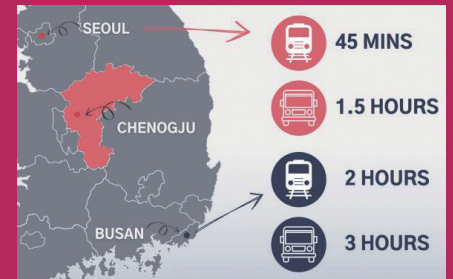 SEOUL
45 MINS
1.5 HOURS
CHENOGJU
2 HOURS
BUSAN
3 HOURS